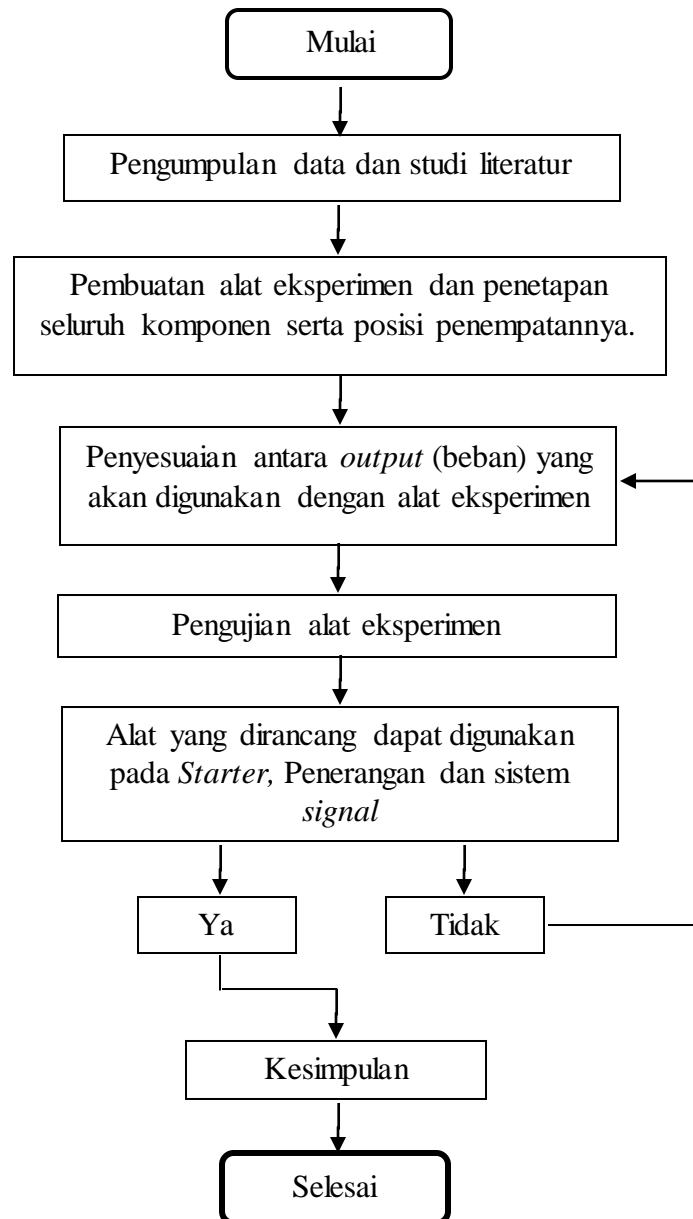 Mulai
Pengumpulan data dan studi literatur
Pembuatan alat eksperimen dan penetapan
seluruh komponen serta posisi penempatannya.
Penyesuaian antara output (beban) yang
akan digunakan dengan alat eksperimen
Pengujian alat eksperimen
Alat yang dirancang dapat digunakan
pada Starter, Penerangan dan sistem
signal
Ya
Tidak
Kesimpulan
Selesai